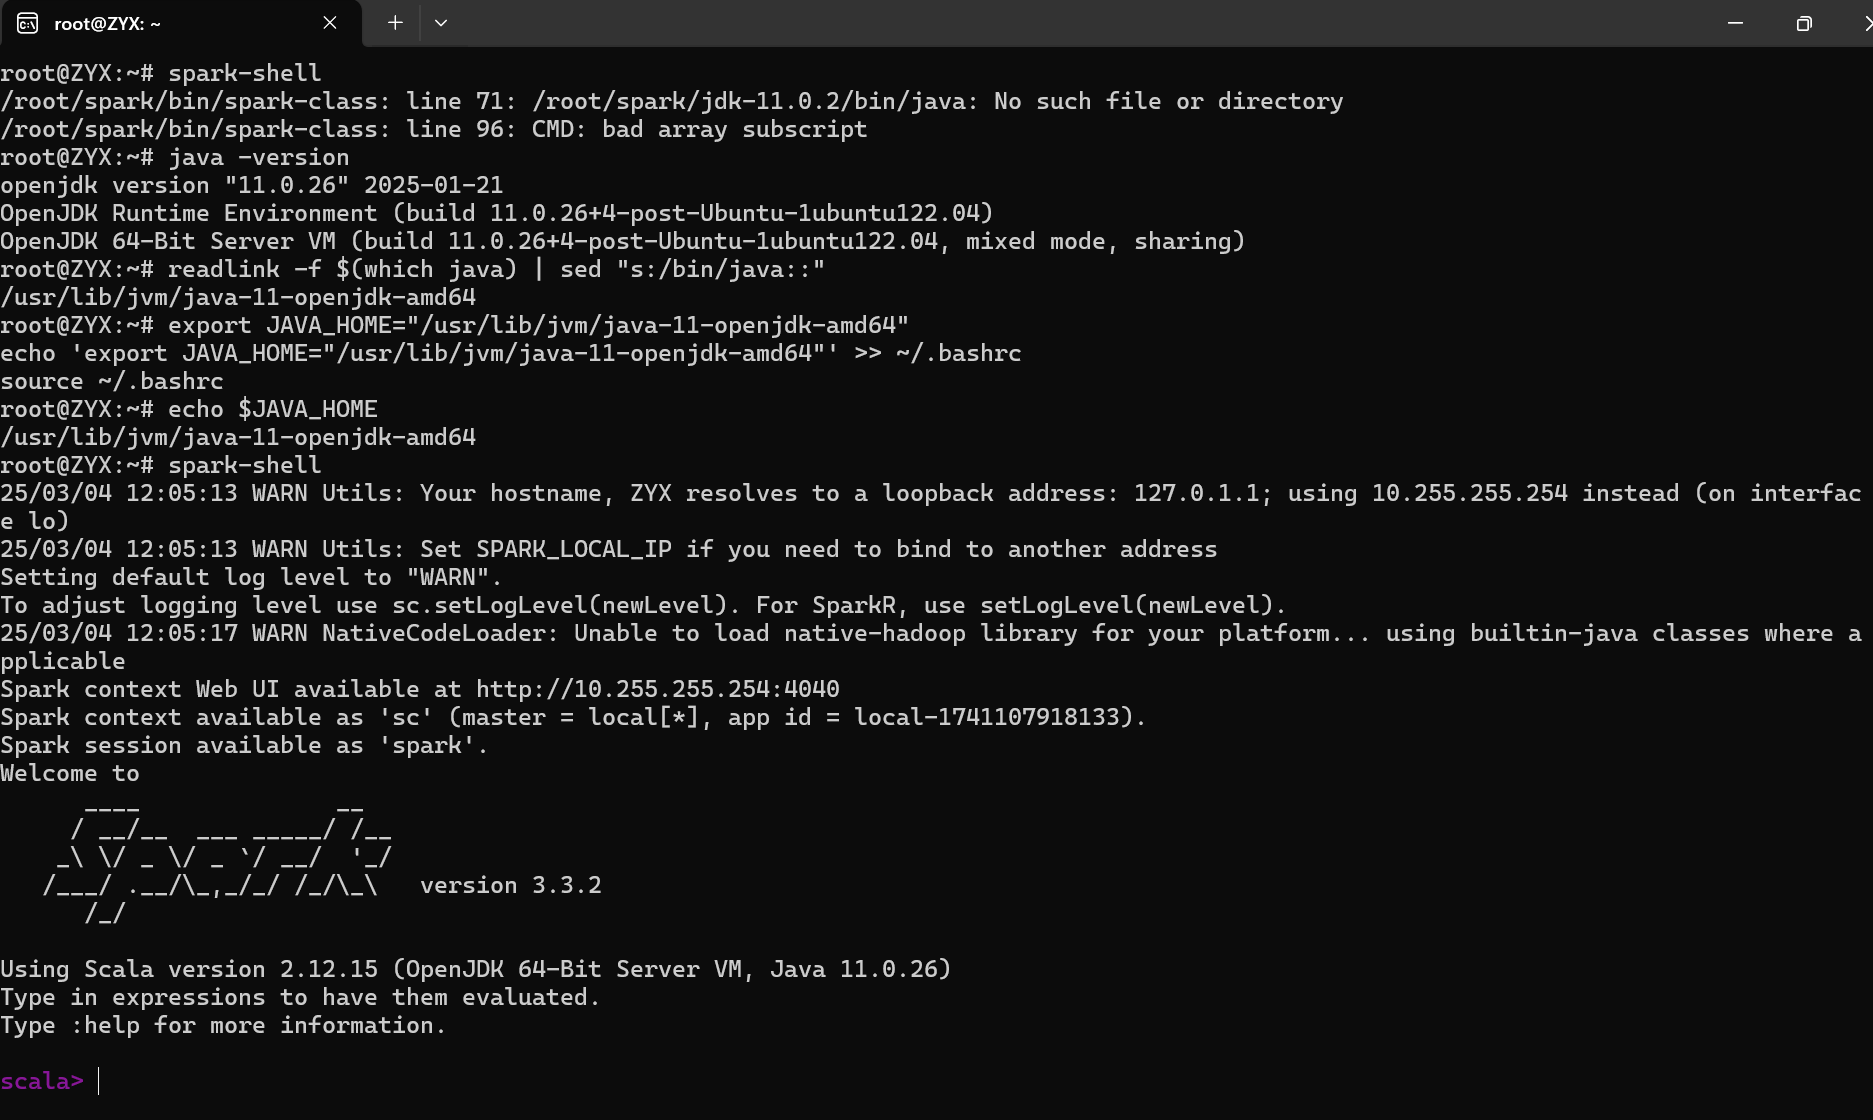 root@ZYX: ~
root@ZYX:~# spark-shell
/root/spark/bin/spark-class: line 71: /root/spark/jdk-11.0.2/bin/java: No such file or directory
/root/spark/bin/spark-class: line 96: CMD: bad array subscript
root@ZYX:~# java -version
openjdk version "11.0.26" 2025-01-21
OpenJDK Runtime Environment (build 11.0.26+4-post-Ubuntu-1ubuntu122.04)
OpenJDK 64-Bit Server VM (build 11.0.26+4-post-Ubuntu-1ubuntu122.04, mixed mode, sharing)
root@ZYX:~# readlink -f $(which java) | sed "s:/bin/java::"
/usr/lib/jvm/java-11-openjdk-amd64
root@ZYX:~# export JAVA_HOME="/usr/lib/jvm/java-11-openjdk-amd64"
echo 'export JAVA_HOME="/usr/lib/jvm/java-11-openjdk-amd64"' >> ~/.bashrc
source ~/.bashrc
root@ZYX:~# echo $JAVA_HOME
/usr/lib/jvm/java-11-openjdk-amd64
root@ZYX:~# spark-shell
25/03/04 12:05:13 WARN Utils: Your hostname, ZYX resolves to a loopback address: 127.0.1.1; using 10.255.255.254 instead (on interfac
e lo)
25/03/04 12:05:13 WARN Utils: Set SPARK_LOCAL_IP if you need to bind to another address
Setting default log level to "WARN".
To adjust logging level use sc.setLogLevel(newLevel). For SparkR, use setLogLevel(newLevel).
25/03/04 12:05:17 WARN NativeCodeLoader: Unable to load native-hadoop library for your platform... using builtin-java classes where a
pplicable
Spark context Web UI available at http://10.255.255.254:4040
Spark context available as 'sc' (master = local[*], app id = local-1741107918133).
Spark session available as 'spark'.
Welcome to
      ____              __
     / __/__  ___ _____/ /__
    _\ \/ _ \/ _ `/ __/  '_/
   /___/ .__/\_,_/_/ /_/\_\   version 3.3.2
      /_/
Using Scala version 2.12.15 (OpenJDK 64-Bit Server VM, Java 11.0.26)
Type in expressions to have them evaluated.
Type :help for more information.
scala>